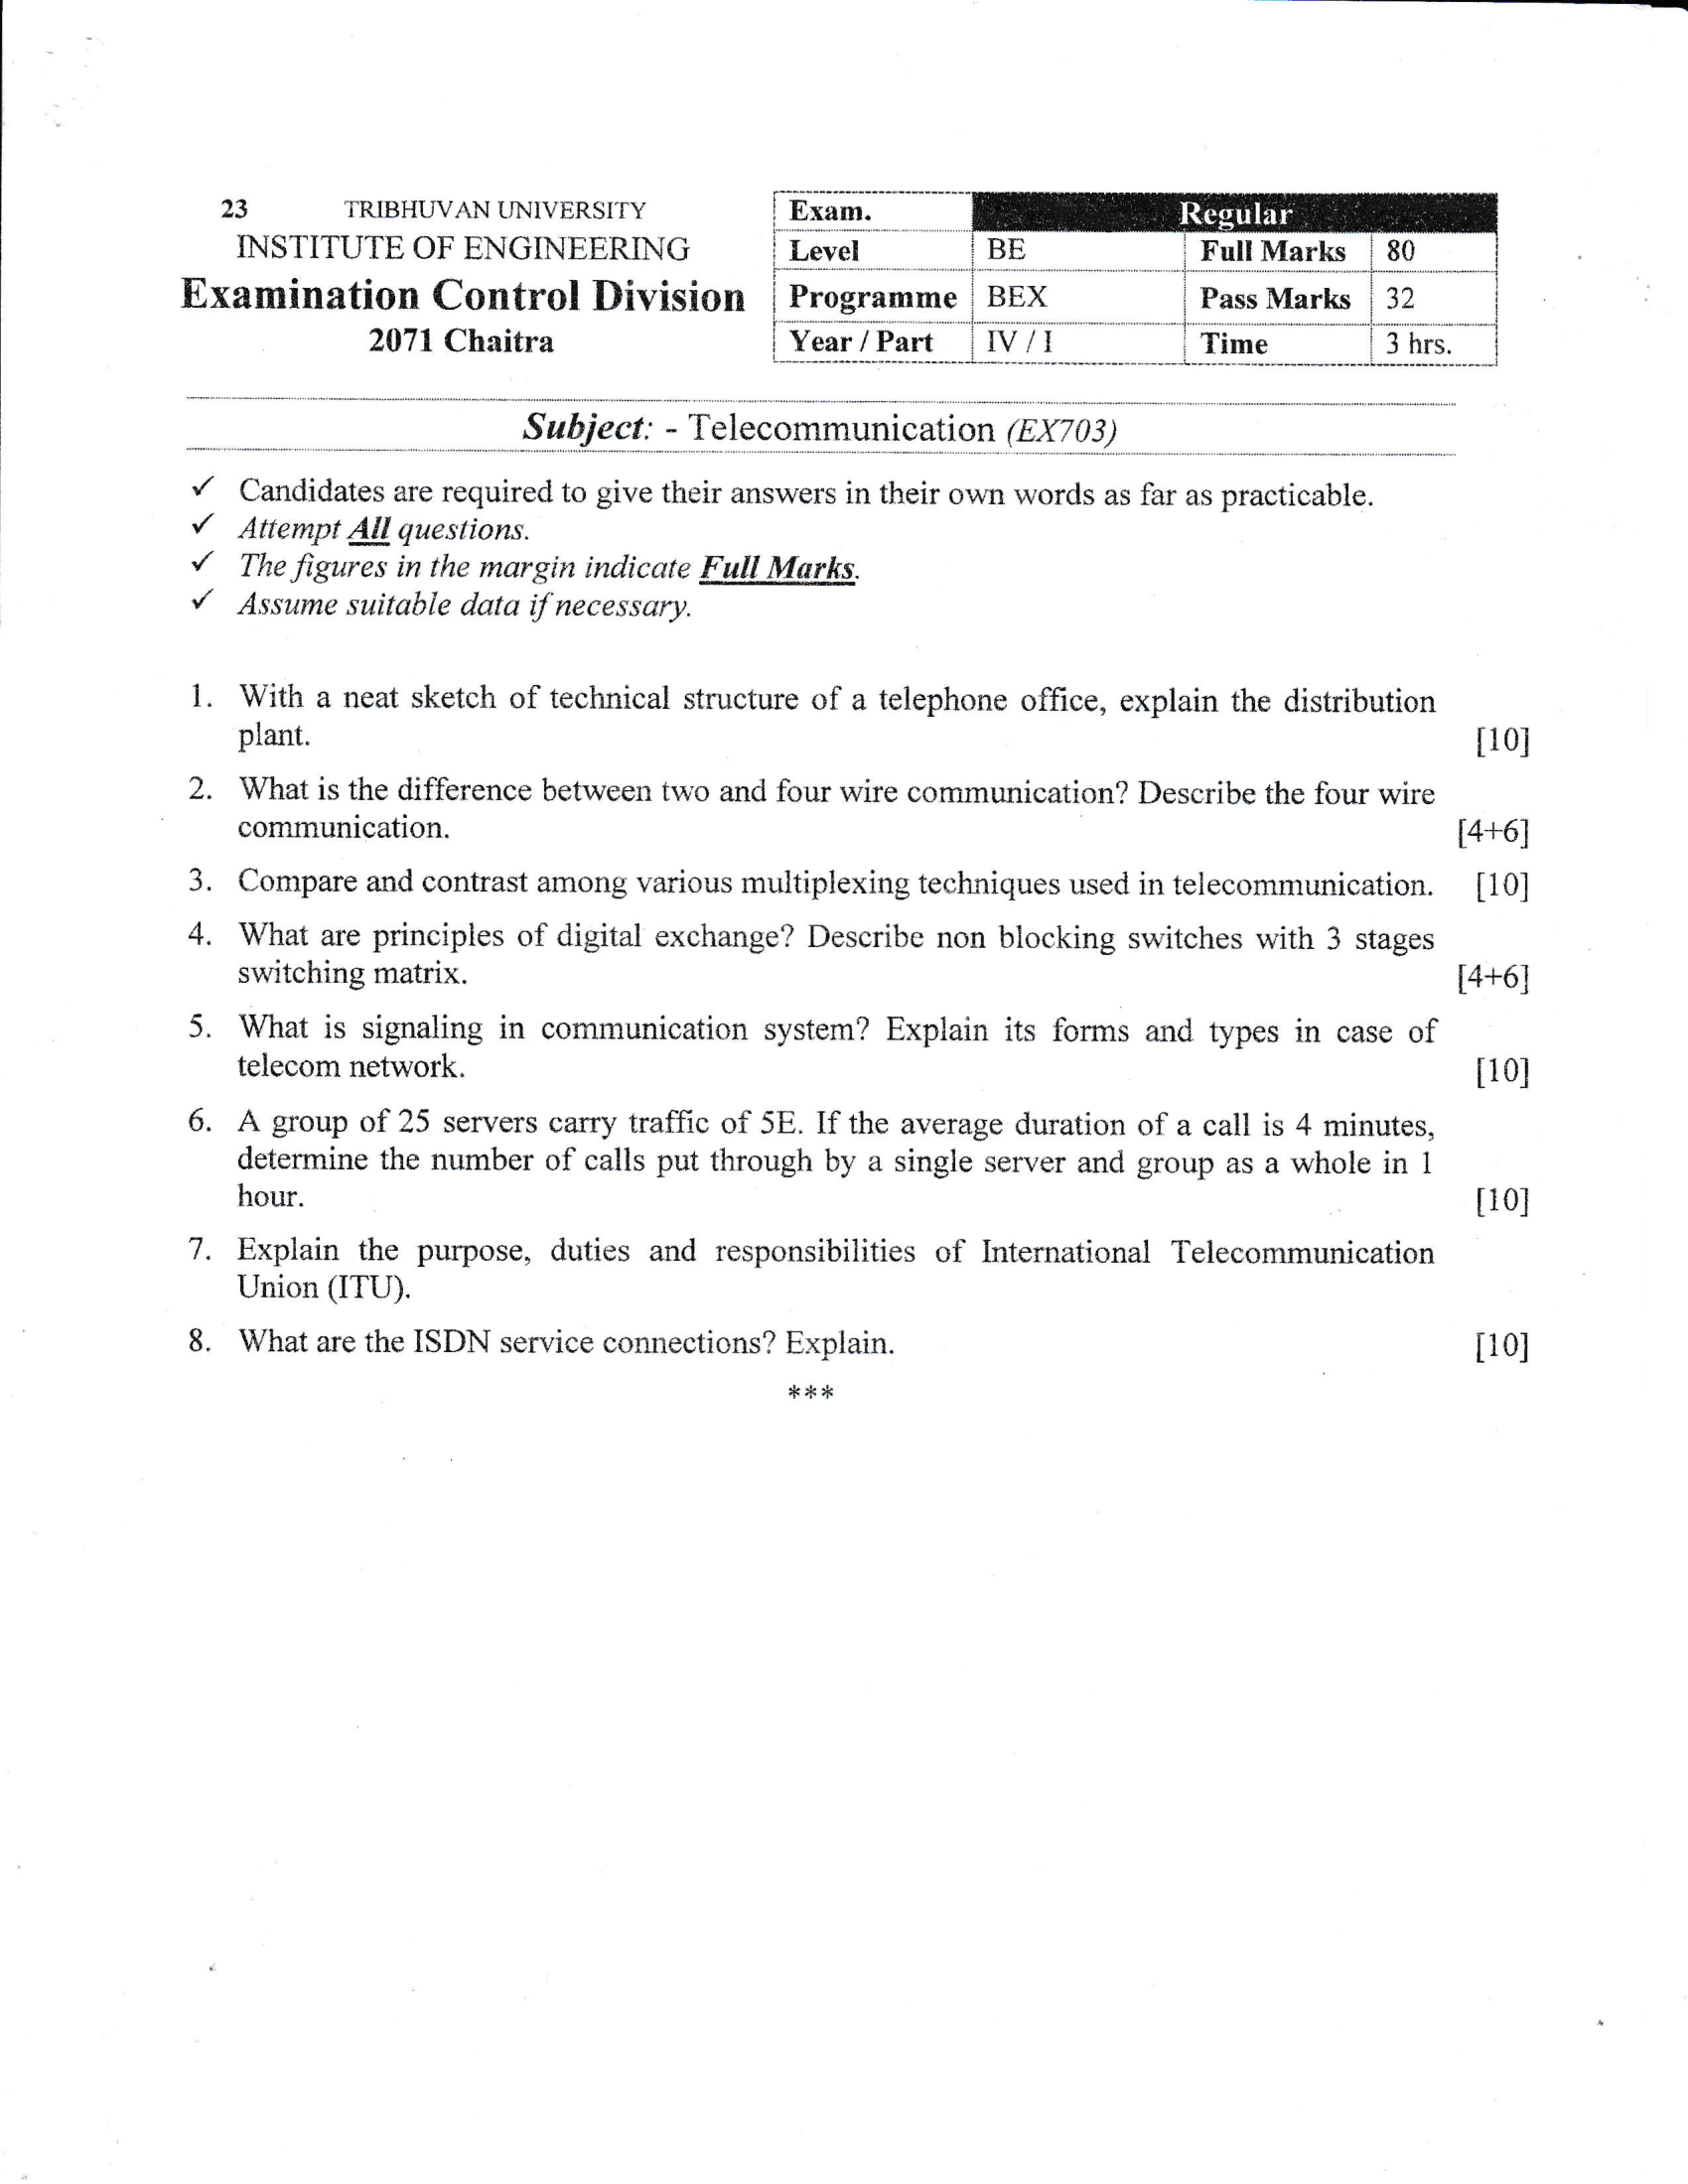 23 TRIBHUVAN UNIVERSITY
INSTITUTE OF ENGINEERING
Examination Control Division
2071 Chaitra
Exam. Regular
Level BE Full Marks 80
Programme BEX Pass Marks 32
Year / Part IV / I Time 3 hrs.
Subject: - Telecommunication (EX703)
✓ Candidates are required to give their answers in their own words as far as practicable.
✓ Attempt All questions.
✓ The figures in the margin indicate Full Marks.
✓ Assume suitable data if necessary.
1. With a neat sketch of technical structure of a telephone office, explain the distribution
plant. [10]
2. What is the difference between two and four wire communication? Describe the four wire
communication. [4+6]
3. Compare and contrast among various multiplexing techniques used in telecommunication. [10]
4. What are principles of digital exchange? Describe non blocking switches with 3 stages
switching matrix. [4+6]
5. What is signaling in communication system? Explain its forms and types in case of
telecom network. [10]
6. A group of 25 servers carry traffic of 5E. If the average duration of a call is 4 minutes,
determine the number of calls put through by a single server and group as a whole in 1
hour. [10]
7. Explain the purpose, duties and responsibilities of International Telecommunication
Union (ITU).
8. What are the ISDN service connections? Explain. [10]
***